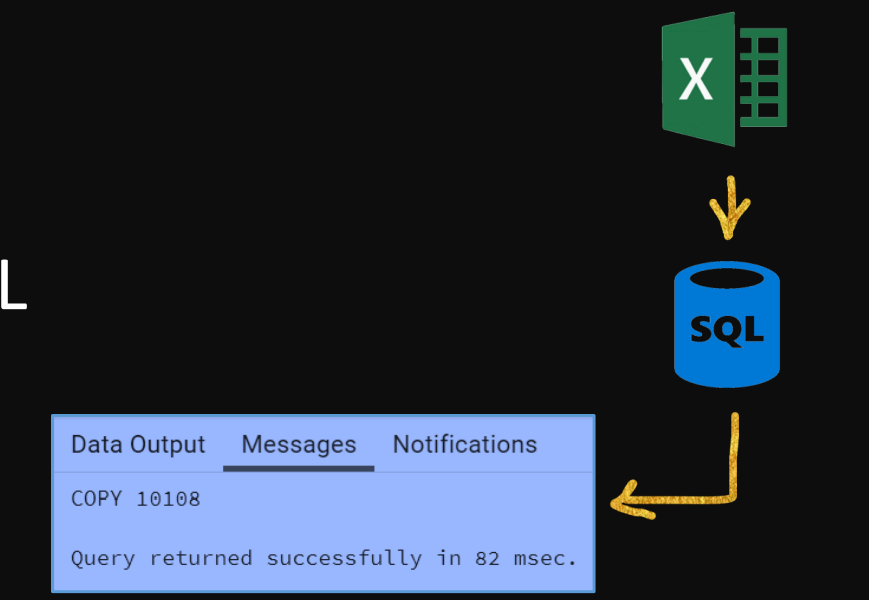 X
L
SQL
Data Output Messages Notifications
COPY 10108
Query returned successfully in 82 msec.